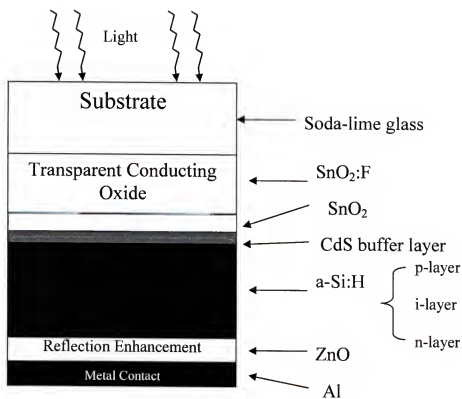 Light
Substrate
Soda-lime glass
Transparent Conducting
Oxide
SnO₂:F
SnO₂
CdS buffer layer
a-Si:H
p-layer
i-layer
n-layer
Reflection Enhancement
ZnO
Metal Contact
Al